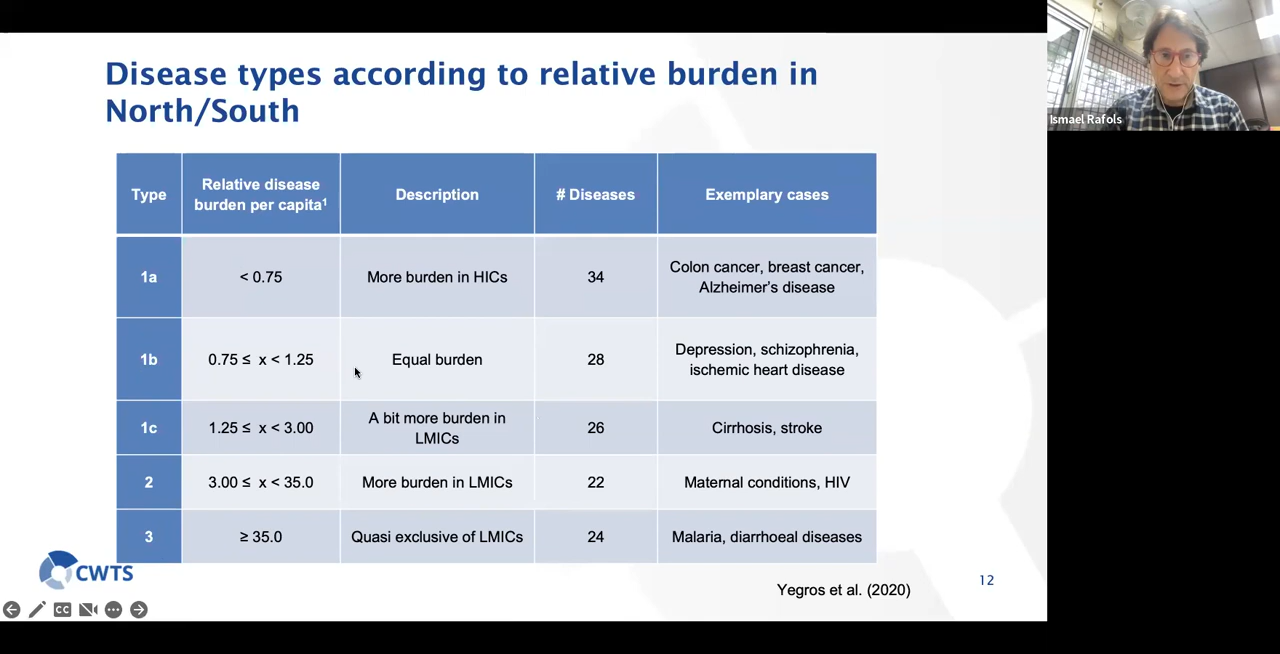 Disease types according to relative burden in
North/South
Type
Relative disease
burden per capita¹
Description
# Diseases
Exemplary cases
1a
< 0.75
More burden in HICs
34
Colon cancer, breast cancer,
Alzheimer's disease
1b
0.75 ≤ x < 1.25
Equal burden
28
Depression, schizophrenia,
ischemic heart disease
1c
1.25 ≤ x < 3.00
A bit more burden in
LMICs
26
Cirrhosis, stroke
2
3.00 ≤ x < 35.0
More burden in LMICs
22
Maternal conditions, HIV
3
≥ 35.0
Quasi exclusive of LMICs
24
Malaria, diarrhoeal diseases
CWTS
Yegros et al. (2020)
12
CC
Ismael Rafols